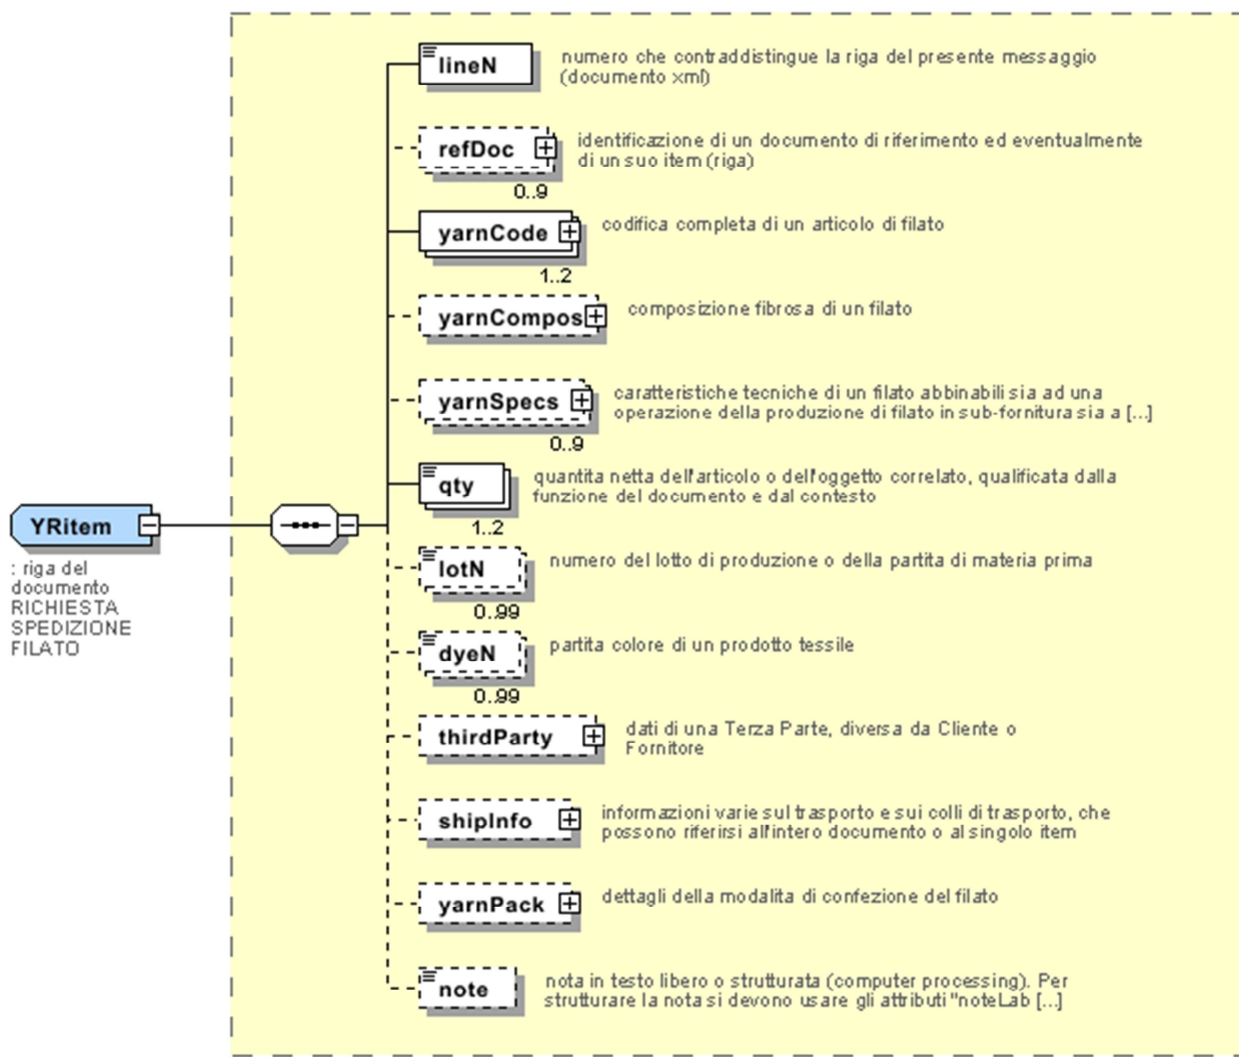 lineN
numero che contraddistingue la riga del presente messaggio
(documento xml)
refDoc
identificazione di un documento di riferimento ed eventualmente
di un suo item (riga)
0..9
yarnCode
codifica completa di un articolo di filato
1..2
yarnCompos
composizione fibrosa di un filato
yarnSpecs
caratteristiche tecniche di un filato abbinabili sia ad una
operazione della produzione di filato in sub-fornitura sia a [...]
0..9
qty
quantita netta dell'articolo o dell'oggetto correlato, qualificata dalla
funzione del documento e dal contesto
1..2
YRitem
: riga del
documento
RICHIESTA
SPEDIZIONE
FILATO
lotN
numero del lotto di produzione o della partita di materia prima
0..99
dyeN
partita colore di un prodotto tessile
0..99
thirdParty
dati di una Terza Parte, diversa da Cliente o
Fornitore
shipInfo
informazioni varie sul trasporto e sui colli di trasporto, che
possono riferirsi all'intero documento o al singolo item
yarnPack
dettagli della modalita di confezione del filato
note
nota in testo libero o strutturata (computer processing). Per
strutturare la nota si devono usare gli attributi "noteLab [...]